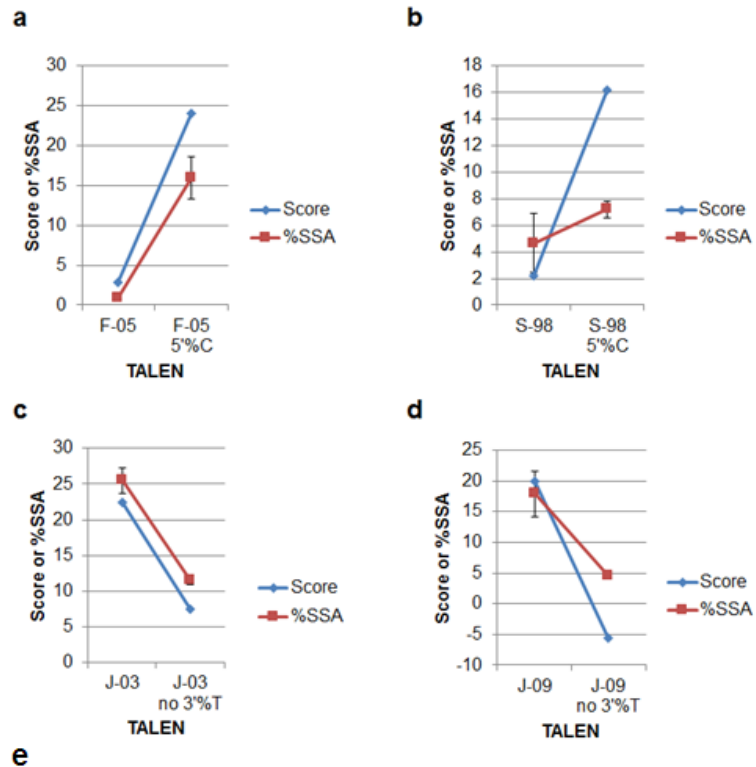 a
30
25
20
15
10
5
0
Score or %SSA
F-05
F-05
5'%C
TALEN
Score
%SSA
b
18
16
14
12
10
8
6
4
2
0
Score or %SSA
S-98
S-98
5'%C
TALEN
Score
%SSA
c
30
25
20
15
10
5
0
Score or %SSA
J-03
J-03
no 3'%T
TALEN
Score
%SSA
d
25
20
15
10
5
0
-5
-10
Score or %SSA
J-09
J-09
no 3'%T
TALEN
Score
%SSA
e